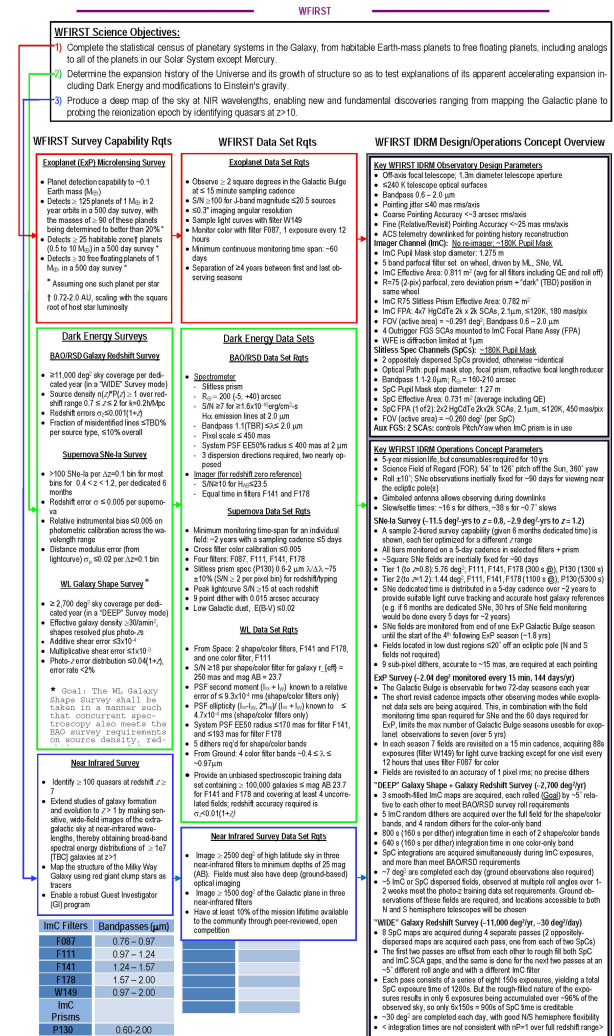 WFIRST
WFIRST Science Objectives:
1) Complete the statistical census of planetary systems in the Galaxy, from habitable Earth-mass planets to free floating planets, including analogs
to all of the planets in our Solar System except Mercury.
2) Determine the expansion history of the Universe and its growth of structure so as to test explanations of its apparent accelerating expansion in-
cluding Dark Energy and modifications to Einstein's gravity.
3) Produce a deep map of the sky at NIR wavelengths, enabling new and fundamental discoveries ranging from mapping the Galactic plane to
probing the reionization epoch by identifying quasars at z>10.
WFIRST Survey Capability Rqts
Exoplanet (ExP) Microlensing Survey
• Planet detection capability to ~0.1
Earth mass (M⊕)
• Detects ≥ 125 planets of 1 M⊕ in 2
year orbits in a 500 day survey, with
the masses of ≥ 90 of these planets
being determined to better than 20% *
• Detects ≥ 25 habitable zone† planets
(0.5 to 10 M⊕) in a 500 day survey *
• Detects ≥ 30 free floating planets of 1
M⊕ in a 500 day survey *
* Assuming one such planet per star
† 0.72-2.0 AU, scaling with the square
root of host star luminosity
Dark Energy Surveys
BAO/RSD Galaxy Redshift Survey
• ≥11,000 deg² sky coverage per dedi-
cated year (in a "WIDE" Survey mode)
• Source density n(z)*P(z) ≥ 1 over red-
shift range 0.7 ≤ z ≤ 2 for k=0.2h/Mpc
• Redshift errors σz≤0.001(1+z)
• Fraction of misidentified lines ≤TBD%
per source type, ≤10% overall
Supernova SNe-Ia Survey
• >100 SNe-Ia per Δz=0.1 bin for most
bins for 0.4 < z < 1.2, per dedicated 6
months
• Redshift error σ ≤ 0.005 per superno-
va
• Relative instrumental bias ≤0.005 on
photometric calibration across the wa-
velength range
• Distance modulus error (from
lightcurve) σμ ≤0.02 per Δz=0.1 bin
WL Galaxy Shape Survey *
• ≥ 2,700 deg² sky coverage per dedi-
cated year (in a "DEEP" Survey mode)
• Effective galaxy density ≥30/amin²,
shapes resolved plus photo-zs
• Additive shear error ≤3x10⁻⁴
• Multiplicative shear error ≤1x10⁻³
• Photo-z error distribution ≤0.04(1+z),
error rate <2%
* Goal: The WL Galaxy
Shape Survey shall be
taken in a manner such
that concurrent spec-
troscopy also meets the
BAO survey requirements
on source density, red-
Near Infrared Survey
• Identify ≥ 100 quasars at redshift z ≥
7
• Extend studies of galaxy formation
and evolution to z > 1 by making sen-
sitive, wide-field images of the extra-
galactic sky at near-infrared wave-
lengths, thereby obtaining broad-band
spectral energy distributions of ≥ 1e7
[TBC] galaxies at z>1
• Map the structure of the Milky Way
Galaxy using red giant clump stars as
tracers
• Enable a robust Guest Investigator
(GI) program
ImC Filters Bandpasses (μm)
F087 0.76 – 0.97
F111 0.97 – 1.24
F141 1.24 – 1.57
F178 1.57 – 2.00
W149 0.97 – 2.00
ImC
Prisms
P130 0.60-2.00
WFIRST Data Set Rqts
Exoplanet Data Set Rqts
• Observe ≥ 2 square degrees in the Galactic Bulge
at ≤ 15 minute sampling cadence
• S/N ≥100 for J-band magnitude ≤20.5 sources
• ≤0.3" imaging angular resolution
• Sample light curves with filter W149
• Monitor color with filter F087, 1 exposure every 12
hours
• Minimum continuous monitoring time span: ~60
days
• Separation of ≥4 years between first and last ob-
serving seasons
Dark Energy Data Sets
BAO/RSD Data Set Rqts
• Spectrometer
- Slitless prism
- RΘ= 200 (-5, +40) arcsec
- S/N ≥7 for ≥1.6x10⁻¹⁶erg/cm²-s
Hα emission lines at 2.0 μm
- Bandpass 1.1(TBR) ≤λ≤ 2.0 μm
- Pixel scale ≤ 450 mas
- System PSF EE50% radius ≤ 400 mas at 2 μm
- 3 dispersion directions required, two nearly op-
posed
• Imager (for redshift zero reference)
- S/N≥10 for HAB≤23.5
- Equal time in filters F141 and F178
Supernova Data Set Rqts
• Minimum monitoring time-span for an individual
field: ~2 years with a sampling cadence ≤5 days
• Cross filter color calibration ≤0.005
• Four filters: F087, F111, F141, F178
• Slitless prism spec (P130) 0.6-2 μm λ/Δλ ~75
±10% (S/N ≥ 2 per pixel bin) for redshift/typing
• Peak lightcurve S/N ≥15 at each redshift
• 9 point dither with 0.015 arcsec accuracy
• Low Galactic dust, E(B-V) ≤0.02
WL Data Set Rqts
• From Space: 2 shape/color filters, F141 and F178,
and one color filter, F111
• S/N ≥18 per shape/color filter for galaxy r_{eff} =
250 mas and mag AB = 23.7
• PSF second moment (Ixx + Iyy) known to a relative
error of ≤ 9.3x10⁻⁴ rms (shape/color filters only)
• PSF ellipticity (Ixx-Iyy, 2*Ixy)/(Ixx + Iyy) known to ≤
4.7x10⁻⁴ rms (shape/color filters only)
• System PSF EE50 radius ≤170 mas for filter F141,
and ≤193 mas for filter F178
• 5 dithers req'd for shape/color bands
• From Ground: 4 color filter bands ~0.4 ≤ λ ≤
~0.97μm
• Provide an unbiased spectroscopic training data
set containing ≥ 100,000 galaxies ≤ mag AB 23.7
for F141 and F178 and covering at least 4 uncorre-
lated fields; redshift accuracy required is
σz<0.01(1+z)
Near Infrared Survey Data Set Rqts
• Image ≥ 2500 deg² of high latitude sky in three
near-infrared filters to minimum depths of 25 mag
(AB). Fields must also have deep (ground-based)
optical imaging
• Image ≥ 1500 deg² of the Galactic plane in three
near-infrared filters
• Have at least 10% of the mission lifetime available
to the community through peer-reviewed, open
competition
WFIRST IDRM Design/Operations Concept Overview
Key WFIRST IDRM Observatory Design Parameters
• Off-axis focal telescope; 1.3m diameter telescope aperture
• ≤240 K telescope optical surfaces
• Bandpass 0.6 – 2.0 μm
• Pointing jitter ≤40 mas rms/axis
• Coarse Pointing Accuracy <~3 arcsec rms/axis
• Fine (Relative/Revisit) Pointing Accuracy <~25 mas rms/axis
• ACS telemetry downlinked for pointing history reconstruction
Imager Channel (ImC): No re-imager; ~180K Pupil Mask
• ImC Pupil Mask stop diameter: 1.275 m
• 5 band parfocal filter set on wheel, driven by ML, SNe, WL
• ImC Effective Area: 0.811 m² (avg for all filters including QE and roll off)
• R=75 (2-pix) parfocal, zero deviation prism + "dark" (TBD) position in
same wheel
• ImC R75 Slitless Prism Effective Area: 0.782 m²
• ImC FPA: 4x7 HgCdTe 2k x 2k SCAs, 2.1μm, ≤120K, 180 mas/pix
• FOV (active area) = ~0.291 deg²; Bandpass 0.6 – 2.0 μm
• 4 Outrigger FGS SCAs mounted to ImC Focal Plane Assy (FPA)
• WFE is diffraction limited at 1μm
Slitless Spec Channels (SpCs): ~180K Pupil Mask
• 2 oppositely dispersed SpCs provided, otherwise ~identical
• Optical Path: pupil mask stop, focal prism, refractive focal length reducer
• Bandpass 1.1-2.0μm; RΘ = 160-210 arcsec
• SpC Pupil Mask stop diameter: 1.27 m
• SpC Effective Area: 0.731 m² (average including QE)
• SpC FPA (1 of 2): 2x2 HgCdTe 2kx2k SCAs, 2.1μm, ≤120K, 450 mas/pix
• FOV (active area) = ~0.260 deg² (per SpC)
Aux FGS: 2 SCAs: controls Pitch/Yaw when ImC prism is in use
Key WFIRST IDRM Operations Concept Parameters
• 5-year mission life, but consumables required for 10 yrs
• Science Field of Regard (FOR): 54˚ to 126˚ pitch off the Sun, 360˚ yaw
• Roll ±10˚; SNe observations inertially fixed for ~90 days for viewing near
the ecliptic pole(s)
• Gimbaled antenna allows observing during downlinks
• Slew/settle times: ~16 s for dithers, ~38 s for ~0.7˚ slews
SNe-Ia Survey (~11.5 deg²-yrs to z = 0.8, ~2.9 deg²-yrs to z = 1.2)
• A sample 2-tiered survey capability (given 6 months dedicated time) is
shown, each tier optimized for a different z range
• All tiers monitored on a 5-day cadence in selected filters + prism
• ~Square SNe fields are inertially fixed for ~90 days
• Tier 1 (to z=0.8): 5.76 deg²; F111, F141, F178 (300 s @), P130 (1300 s)
• Tier 2 (to z=1.2): 1.44 deg², F111, F141, F178 (1100 s @), P130(5300 s)
• SNe dedicated time is distributed in a 5-day cadence over ~2 years to
provide suitable light curve tracking and accurate host galaxy references
(e.g. if 6 months are dedicated SNe, 30 hrs of SNe field monitoring
would be done every 5 days for ~2 years)
• SNe fields are monitored from end of one ExP Galactic Bulge season
until the start of the 4th following ExP season (~1.8 yrs)
• Fields located in low dust regions ≤20˚ off an ecliptic pole (N and S
fields not required)
• 9 sub-pixel dithers, accurate to ~15 mas, are required at each pointing
ExP Survey (~2.04 deg² monitored every 15 min, 144 days/yr)
• The Galactic Bulge is observable for two 72-day seasons each year
• The short revisit cadence impacts other observing modes while exopla-
net data sets are being acquired. This, in combination with the field
monitoring time span required for SNe and the 60 days required for
ExP, limits the max number of Galactic Bulge seasons useable for exop-
lanet observations to seven (over 5 yrs)
• In each season 7 fields are revisited on a 15 min cadence, acquiring 88s
exposures (filter W149) for light curve tracking except for one visit every
12 hours that uses filter F087 for color
• Fields are revisited to an accuracy of 1 pixel rms; no precise dithers
"DEEP" Galaxy Shape + Galaxy Redshift Survey (~2,700 deg²/yr)
• 3 smooth-filled ImC maps are acquired, each rolled (Goal) by ~5˚ rela-
tive to each other to meet BAO/RSD survey roll requirements
• 5 ImC random dithers are acquired over the full field for the shape/color
bands, and 4 random dithers for the color-only band
• 800 s (160 s per dither) integration time in each of 2 shape/color bands
• 640 s (160 s per dither) integration time in one color-only band
• SpC integrations are acquired simultaneously during ImC exposures,
and more than meet BAO/RSD requirements
• ~7 deg² are completed each day (ground obs not required)
• ~5 ImC or SpC dispersed fields, observed at multiple roll angles over 1-
2 weeks meet the photo-z training data set requirements. Ground ob-
servations of these fields are required, and locations accessible to both
N and S hemisphere telescopes will be chosen
"WIDE" Galaxy Redshift Survey (~11,000 deg²/yr, ~30 deg²/day)
• 8 SpC maps are acquired during 4 separate passes (2 oppositely-
dispersed maps are acquired each pass, one from each of two SpCs)
• The first two passes are offset from each other to rough fill both SpC
and ImC SCA gaps, and the same is done for the next two passes at an
~5˚ different roll angle and with a different ImC filter
• Each pass consists of a series of eight 150s exposures, yielding a total
SpC exposure time of 1200s. But the rough-filled nature of the expo-
sures results in only 6 exposures being accumulated over ~96% of the
observed sky, so only 6x150s = 900s of SpC time is creditable
• ~30 deg² are completed each day, with good N/S hemisphere flexibility
• < integration times are not consistent with nP=1 over full redshift range>